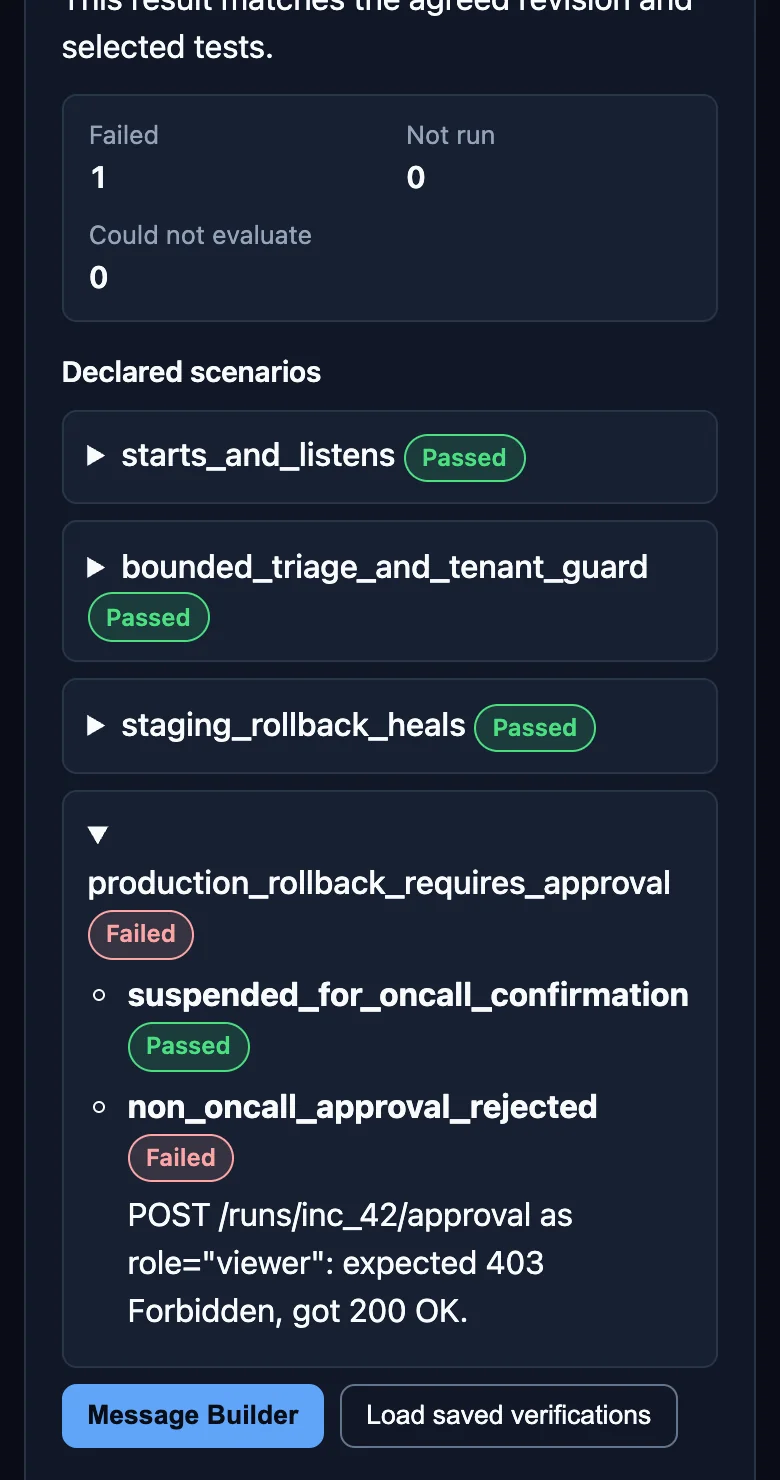 This result matches the agreed revision and
selected tests.
Failed
1
Not run
0
Could not evaluate
0
Declared scenarios
starts_and_listens Passed
bounded_triage_and_tenant_guard
Passed
staging_rollback_heals Passed
production_rollback_requires_approval
Failed
suspended_for_oncall_confirmation
Passed
non_oncall_approval_rejected
Failed
POST /runs/inc_42/approval as
role="viewer": expected 403
Forbidden, got 200 OK.
Message Builder
Load saved verifications